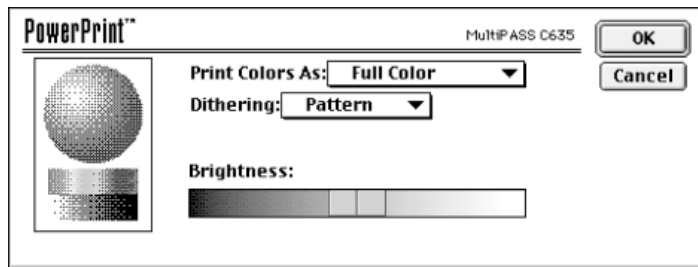 PowerPrint™
MultiPASS C635
OK
Print Colors As: Full Color
Cancel
Dithering: Pattern
Brightness: